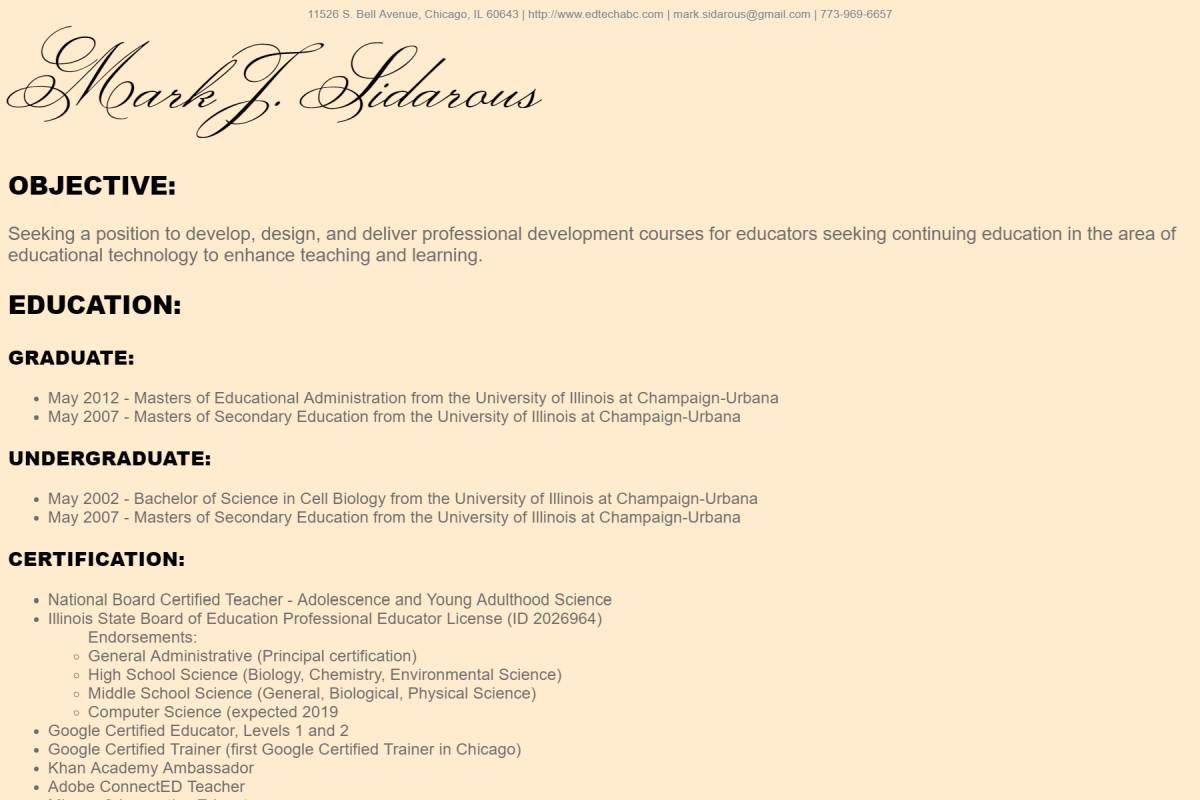 11526 S. Bell Avenue, Chicago, IL 60643 | http://www.edtechabc.com | mark.sidarous@gmail.com | 773-969-6657
Mark J. Sidarous
OBJECTIVE:
Seeking a position to develop, design, and deliver professional development courses for educators seeking continuing education in the area of
educational technology to enhance teaching and learning.
EDUCATION:
GRADUATE:
May 2012 - Masters of Educational Administration from the University of Illinois at Champaign-Urbana
May 2007 - Masters of Secondary Education from the University of Illinois at Champaign-Urbana
UNDERGRADUATE:
May 2002 - Bachelor of Science in Cell Biology from the University of Illinois at Champaign-Urbana
May 2007 - Masters of Secondary Education from the University of Illinois at Champaign-Urbana
CERTIFICATION:
National Board Certified Teacher - Adolescence and Young Adulthood Science
Illinois State Board of Education Professional Educator License (ID 2026964)
Endorsements:
General Administrative (Principal certification)
High School Science (Biology, Chemistry, Environmental Science)
Middle School Science (General, Biological, Physical Science)
Computer Science (expected 2019
Google Certified Educator, Levels 1 and 2
Google Certified Trainer (first Google Certified Trainer in Chicago)
Khan Academy Ambassador
Adobe ConnectED Teacher